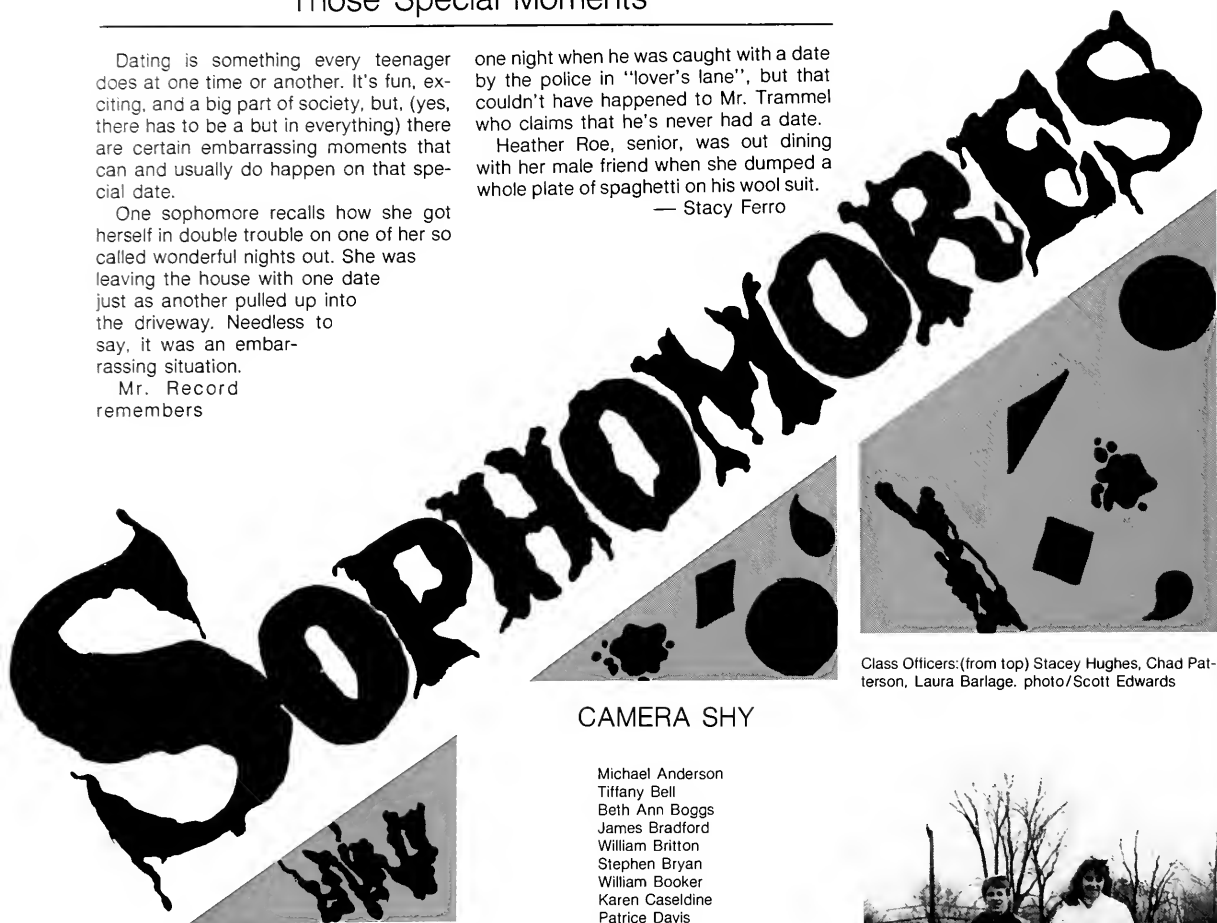 Those Special Moments
Dating is something every teenager
does at one time or another. It's fun, ex-
citing, and a big part of society, but, (yes,
there has to be a but in everything) there
are certain embarrassing moments that
can and usually do happen on that spe-
cial date.
One sophomore recalls how she got
herself in double trouble on one of her so
called wonderful nights out. She was
leaving the house with one date
just as another pulled up into
the driveway. Needless to
say, it was an embar-
rassing situation.
Mr. Record
remembers
one night when he was caught with a date
by the police in "lover's lane", but that
couldn't have happened to Mr. Trammel
who claims that he's never had a date.
Heather Roe, senior, was out dining
with her male friend when she dumped a
whole plate of spaghetti on his wool suit.
— Stacy Ferro
SOPHOMORES
Class Officers:(from top) Stacey Hughes, Chad Pat-
terson, Laura Barlage. photo/Scott Edwards
CAMERA SHY
Michael Anderson
Tiffany Bell
Beth Ann Boggs
James Bradford
William Britton
Stephen Bryan
William Booker
Karen Caseldine
Patrice Davis